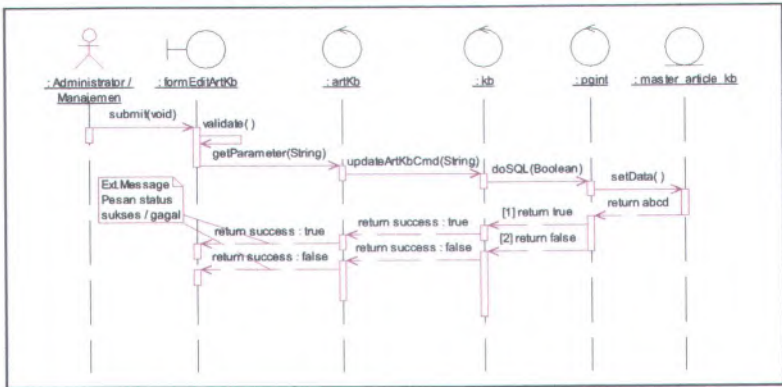 : Administrator /
Manajemen
: formEditArtKb
: artKb
: kb
: pgint
: master_article_kb
submit(void)
validate( )
getParameter(String)
updateArtKbCmd(String)
doSQL(Boolean)
setData( )
return abcd
Ext.Message
Pesan status
sukses / gagal
[1] return true
return success : true
return success : true
[2] return false
return success : false
return success : false